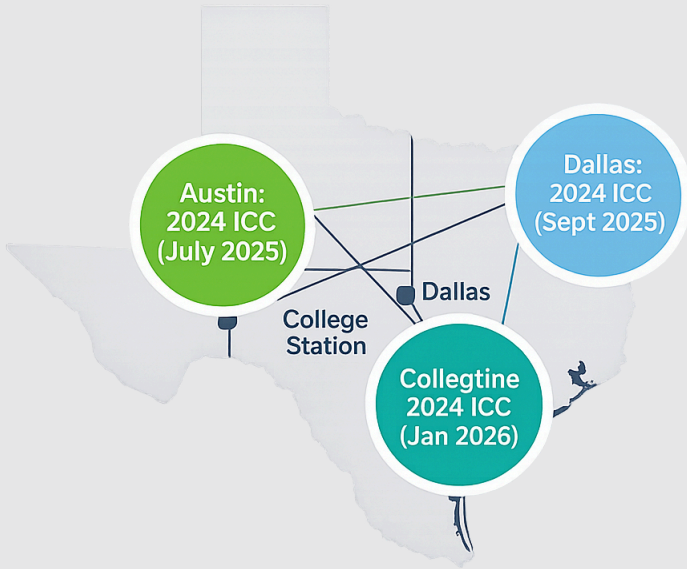 Austin:
2024 ICC
(July 2025)
Dallas:
2024 ICC
(Sept 2025)
Dallas
College
Station
Collegtine
2024 ICC
(Jan 2026)